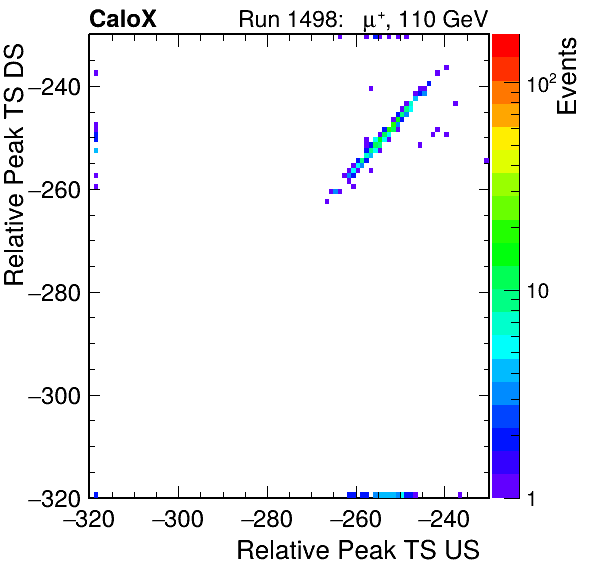 CaloX Run 1498: μ⁺, 110 GeV
Relative Peak TS DS
−240
−260
−280
−300
−320
−320 −300 −280 −260 −240
Relative Peak TS US
Events
10²
10
1